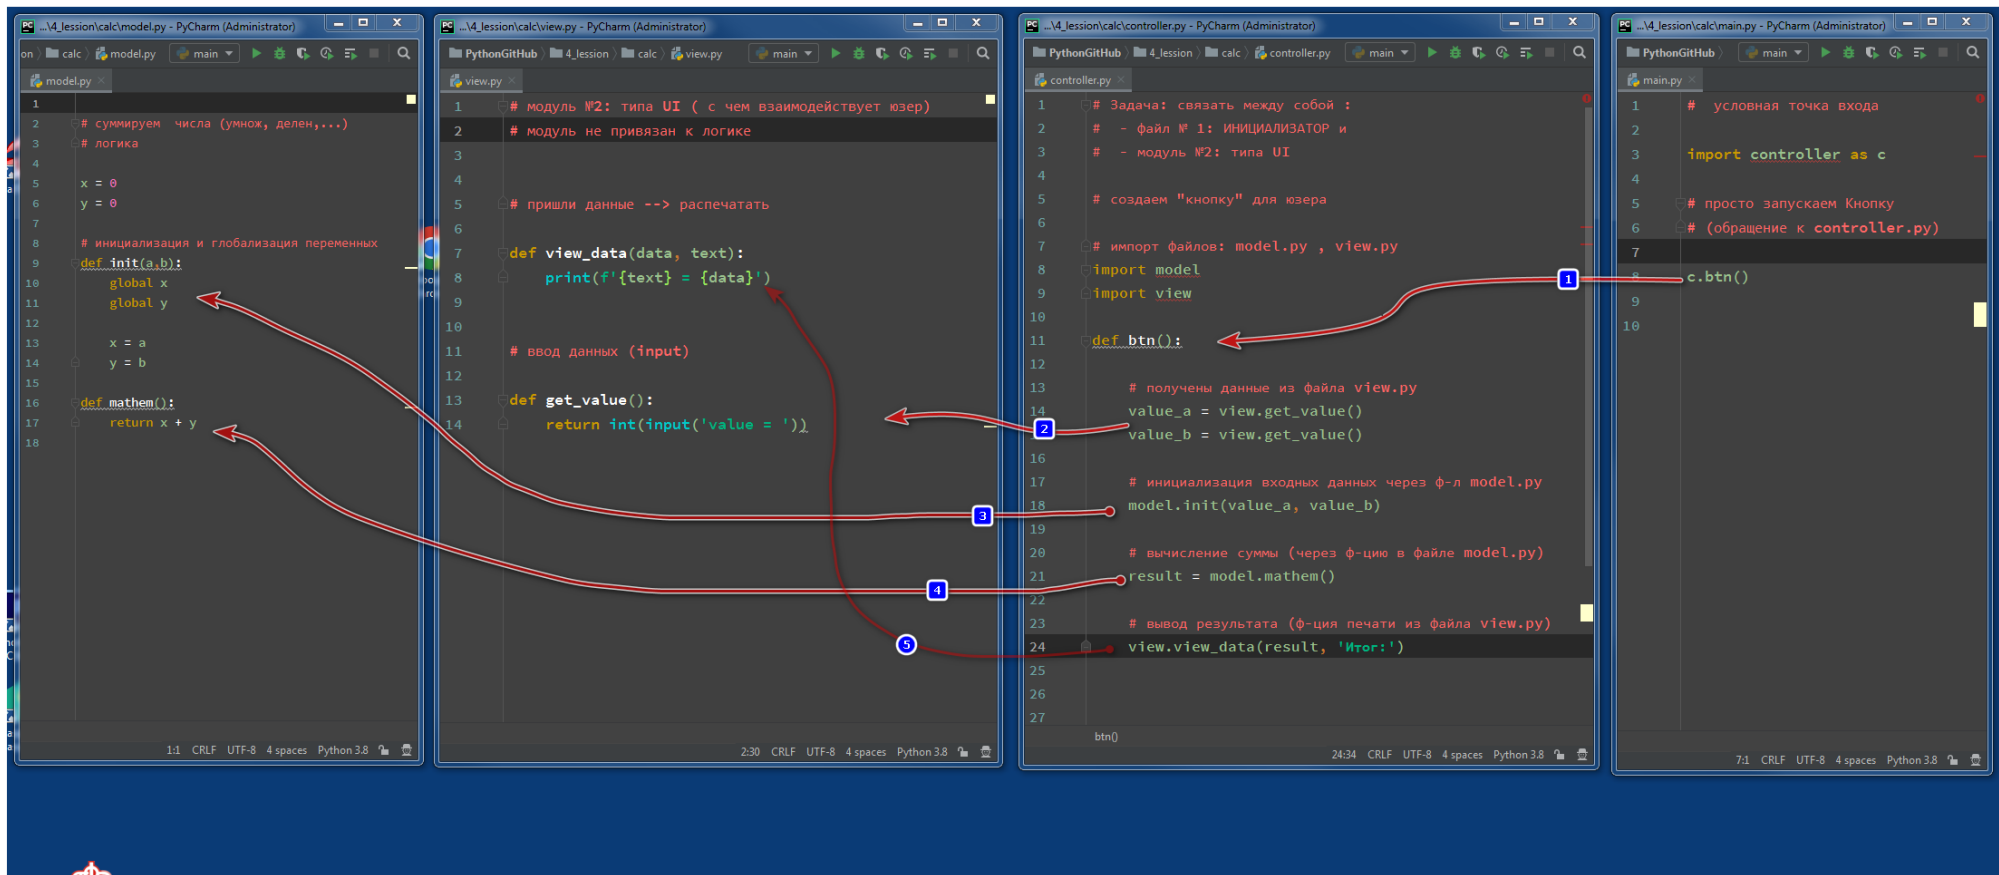 ...\4_lession\calc\model.py - PyCharm (Administrator)
on
calc
model.py
main
model.py
1
2 # суммируем  числа (умнож, делен,...)
3 # логика
4
5 x = 0
6 y = 0
7
8 # инициализация и глобализация переменных
9 def init(a,b):
10 global x
11 global y
12
13 x = a
14 y = b
15
16 def mathem():
17 return x + y
18
1:1 CRLF UTF-8 4 spaces Python 3.8
...\4_lession\calc\view.py - PyCharm (Administrator)
PythonGitHub 4_lession calc view.py main
view.py
1 # модуль №2: типа UI ( с чем взаимодействует юзер)
2 # модуль не привязан к логике
3
4
5 # пришли данные --> распечатать
6
7 def view_data(data, text):
8 print(f'{text} = {data}')
9
10
11 # ввод данных (input)
12
13 def get_value():
14 return int(input('value = '))
2:30 CRLF UTF-8 4 spaces Python 3.8
...\4_lession\calc\controller.py - PyCharm (Administrator)
PythonGitHub 4_lession calc controller.py main
controller.py
1 # Задача: связать между собой :
2 #  - файл № 1: ИНИЦИАЛИЗАТОР и
3 #  - модуль №2: типа UI
4
5 # создаем "кнопку" для юзера
6
7 # импорт файлов: model.py , view.py
8 import model
9 import view
10
11 def btn():
12
13 # получены данные из файла view.py
14 value_a = view.get_value()
value_b = view.get_value()
16
17 # инициализация входных данных через ф-л model.py
18 model.init(value_a, value_b)
19
20 # вычисление суммы (через ф-цию в файле model.py)
21 result = model.mathem()
22
23 # вывод результата (ф-ция печати из файла view.py)
24 view.view_data(result, 'Итог:')
25
26
27
btn()
24:34 CRLF UTF-8 4 spaces Python 3.8
...\4_lession\calc\main.py - PyCharm (Administrator)
PythonGitHub main
main.py
1 #  условная точка входа
2
3 import controller as c
4
5 # просто запускаем Кнопку
6 # (обращение к controller.py)
7
8 c.btn()
9
10
7:1 CRLF UTF-8 4 spaces Python 3.8
1
2
3
4
5